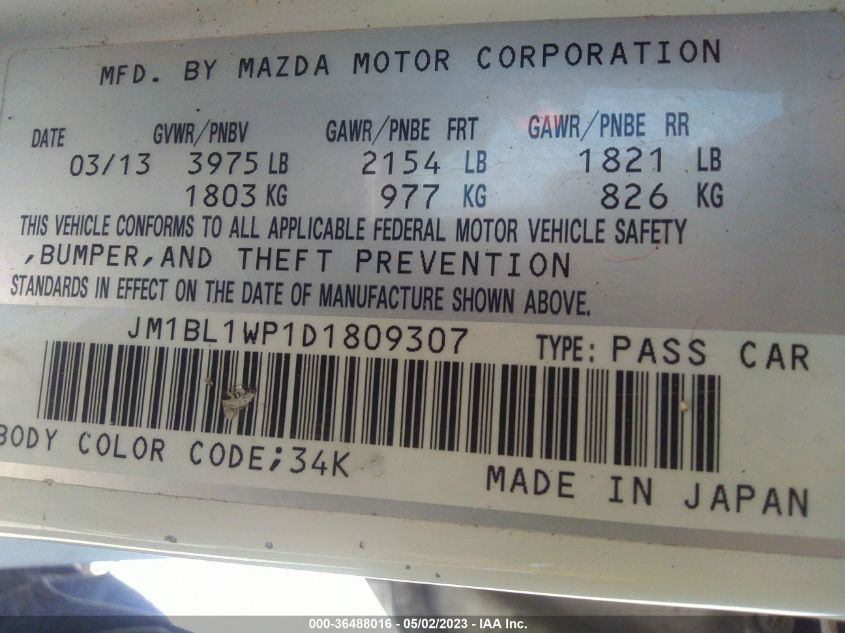 MFD. BY MAZDA MOTOR CORPORATION
DATE GVWR/PNBV GAWR/PNBE FRT GAWR/PNBE RR
03/13 3975 LB 2154 LB 1821 LB
1803 KG 977 KG 826 KG
THIS VEHICLE CONFORMS TO ALL APPLICABLE FEDERAL MOTOR VEHICLE SAFETY
,BUMPER,AND THEFT PREVENTION
STANDARDS IN EFFECT ON THE DATE OF MANUFACTURE SHOWN ABOVE.
JM1BL1WP1D1809307 TYPE: PASS CAR
BODY COLOR CODE;34K
MADE IN JAPAN
000-36488016 - 05/02/2023 - IAA Inc.